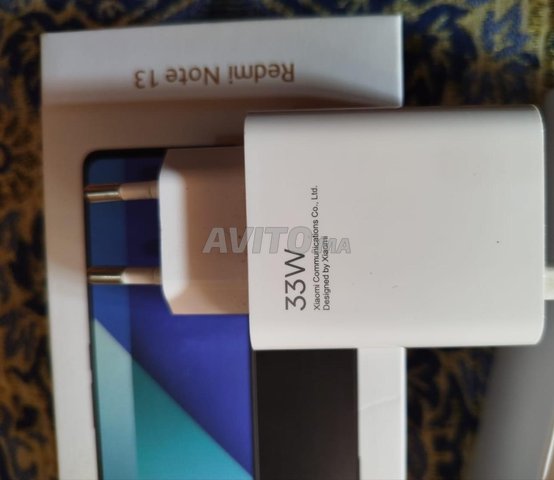 Redmi Note 13
33W
Xiaomi Communications Co., Ltd.
Designed by Xiaomi
AVITO.MA